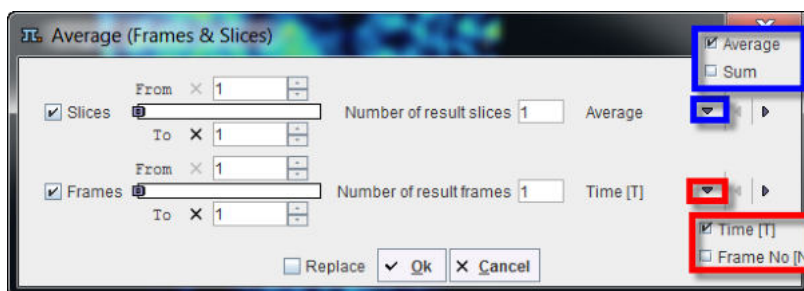 Average (Frames & Slices)
Average
Sum
From 1
Slices
Number of result slices 1 Average
To 1
From 1
Frames
Number of result frames 1 Time [T]
To 1
Time [T]
Frame No [N
Replace Ok Cancel